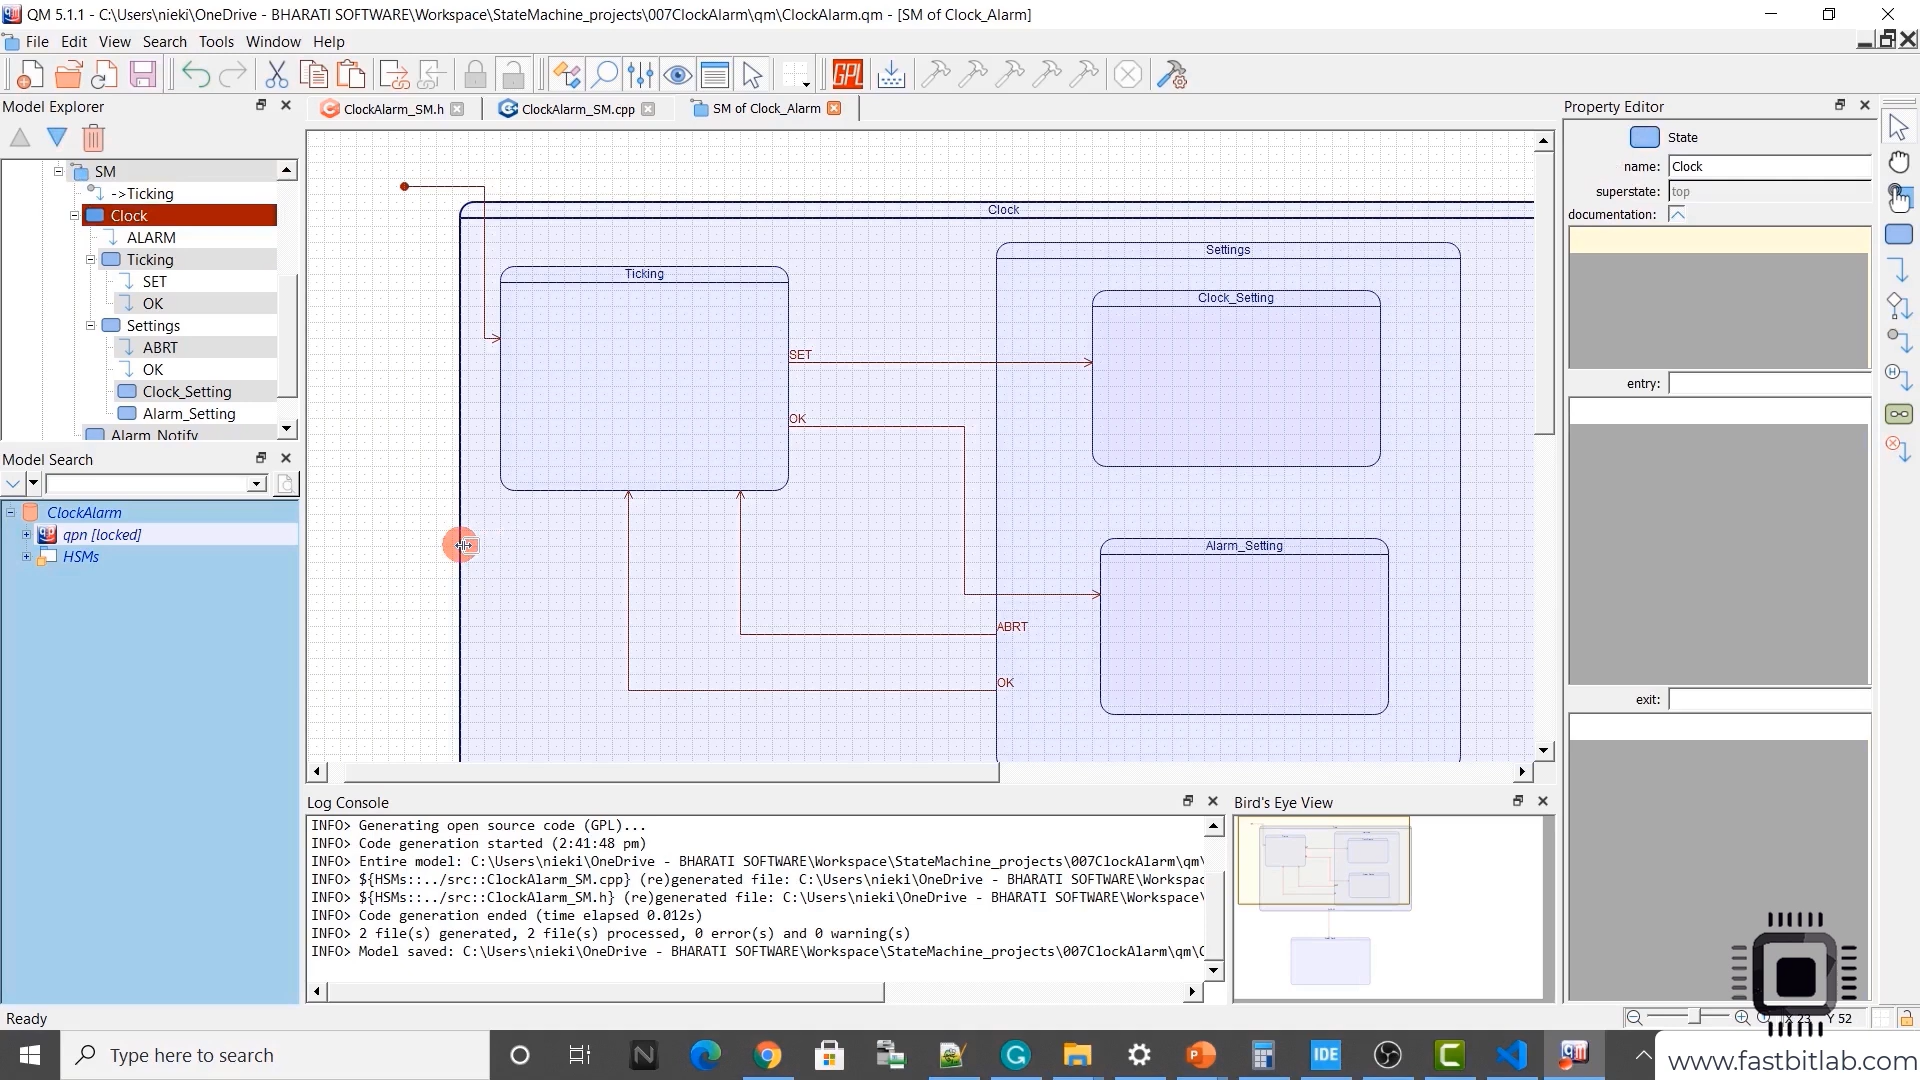 QM 5.1.1 - C:\Users\nieki\OneDrive - BHARATI SOFTWARE\Workspace\StateMachine_projects\007ClockAlarm\qm\ClockAlarm.qm - [SM of Clock_Alarm]
File Edit View Search Tools Window Help
GPL
Model Explorer
SM
->Ticking
Clock
ALARM
Ticking
SET
OK
Settings
ABRT
OK
Clock_Setting
Alarm_Setting
Alarm_Notify
Model Search
ClockAlarm
qpn [locked]
HSMs
ClockAlarm_SM.h
ClockAlarm_SM.cpp
SM of Clock_Alarm
Clock
Settings
Ticking
Clock_Setting
SET
OK
Alarm_Setting
ABRT
OK
Log Console
INFO> Generating open source code (GPL)...
INFO> Code generation started (2:41:48 pm)
INFO> Entire model: C:\Users\nieki\OneDrive - BHARATI SOFTWARE\Workspace\StateMachine_projects\007ClockAlarm\qm\
INFO> ${HSMs::../src::ClockAlarm_SM.cpp} (re)generated file: C:\Users\nieki\OneDrive - BHARATI SOFTWARE\Workspac
INFO> ${HSMs::../src::ClockAlarm_SM.h} (re)generated file: C:\Users\nieki\OneDrive - BHARATI SOFTWARE\Workspace\
INFO> Code generation ended (time elapsed 0.012s)
INFO> 2 file(s) generated, 2 file(s) processed, 0 error(s) and 0 warning(s)
INFO> Model saved: C:\Users\nieki\OneDrive - BHARATI SOFTWARE\Workspace\StateMachine_projects\007ClockAlarm\qm\C
Bird's Eye View
Property Editor
State
name: Clock
superstate: top
documentation:
entry:
exit:
Ready
X 23 Y 52
Type here to search
IDE
qm
www.fastbitlab.com